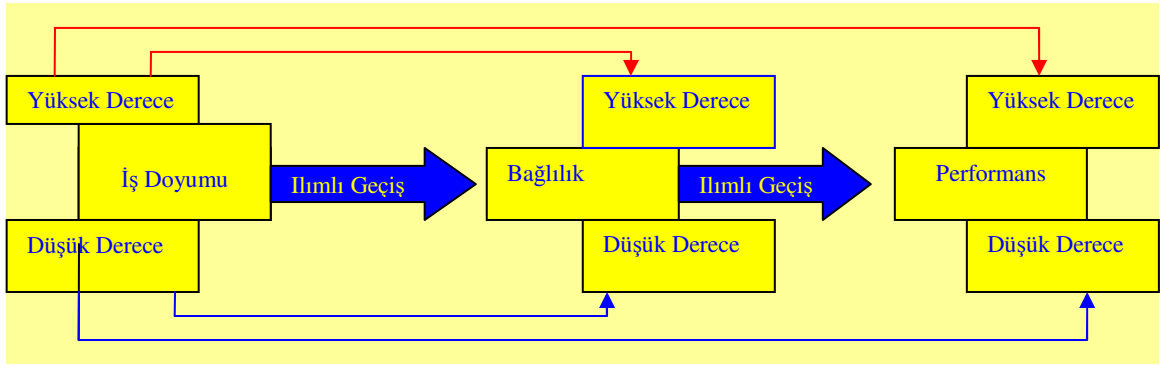 Yüksek Derece
Yüksek Derece
Yüksek Derece
İş Doyumu
Ilımlı Geçiş
Bağlılık
Ilımlı Geçiş
Performans
Düşük Derece
Düşük Derece
Düşük Derece